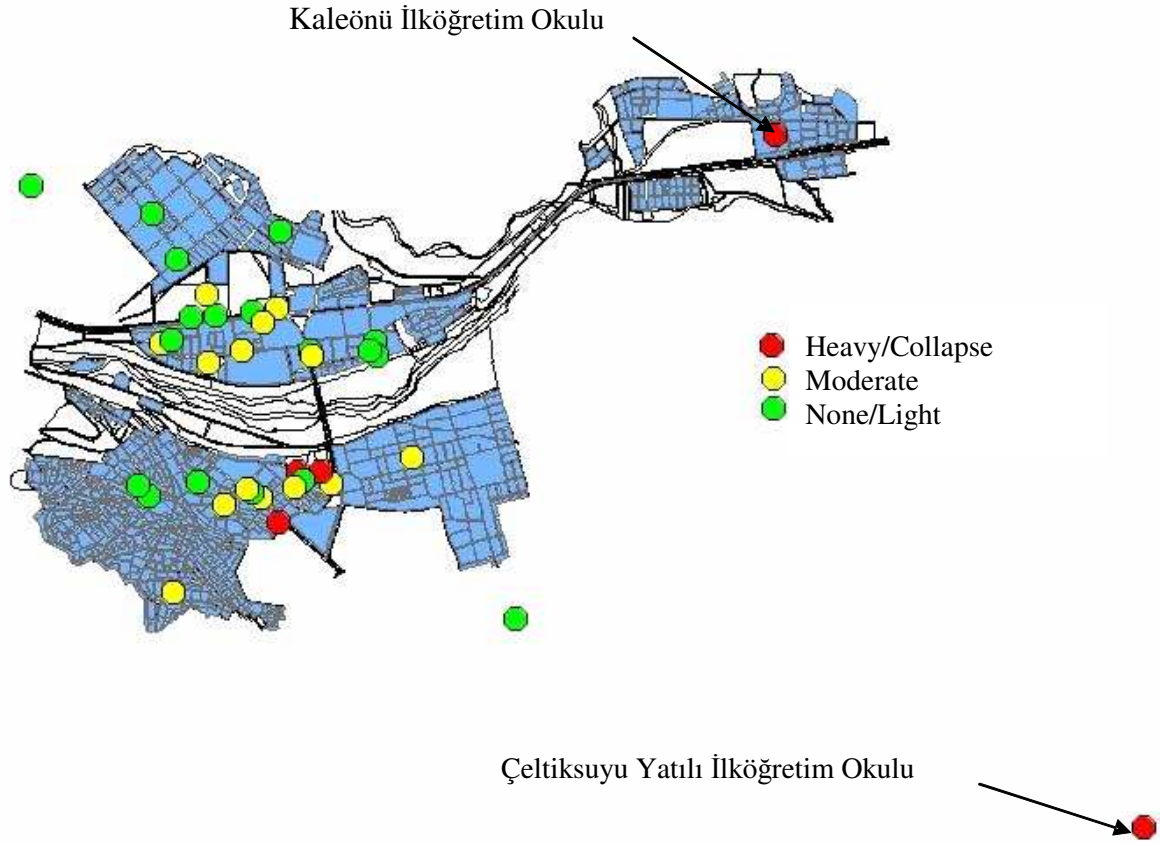 Kaleönü İlköğretim Okulu
Heavy/Collapse
Moderate
None/Light
Çeltiksuyu Yatılı İlköğretim Okulu